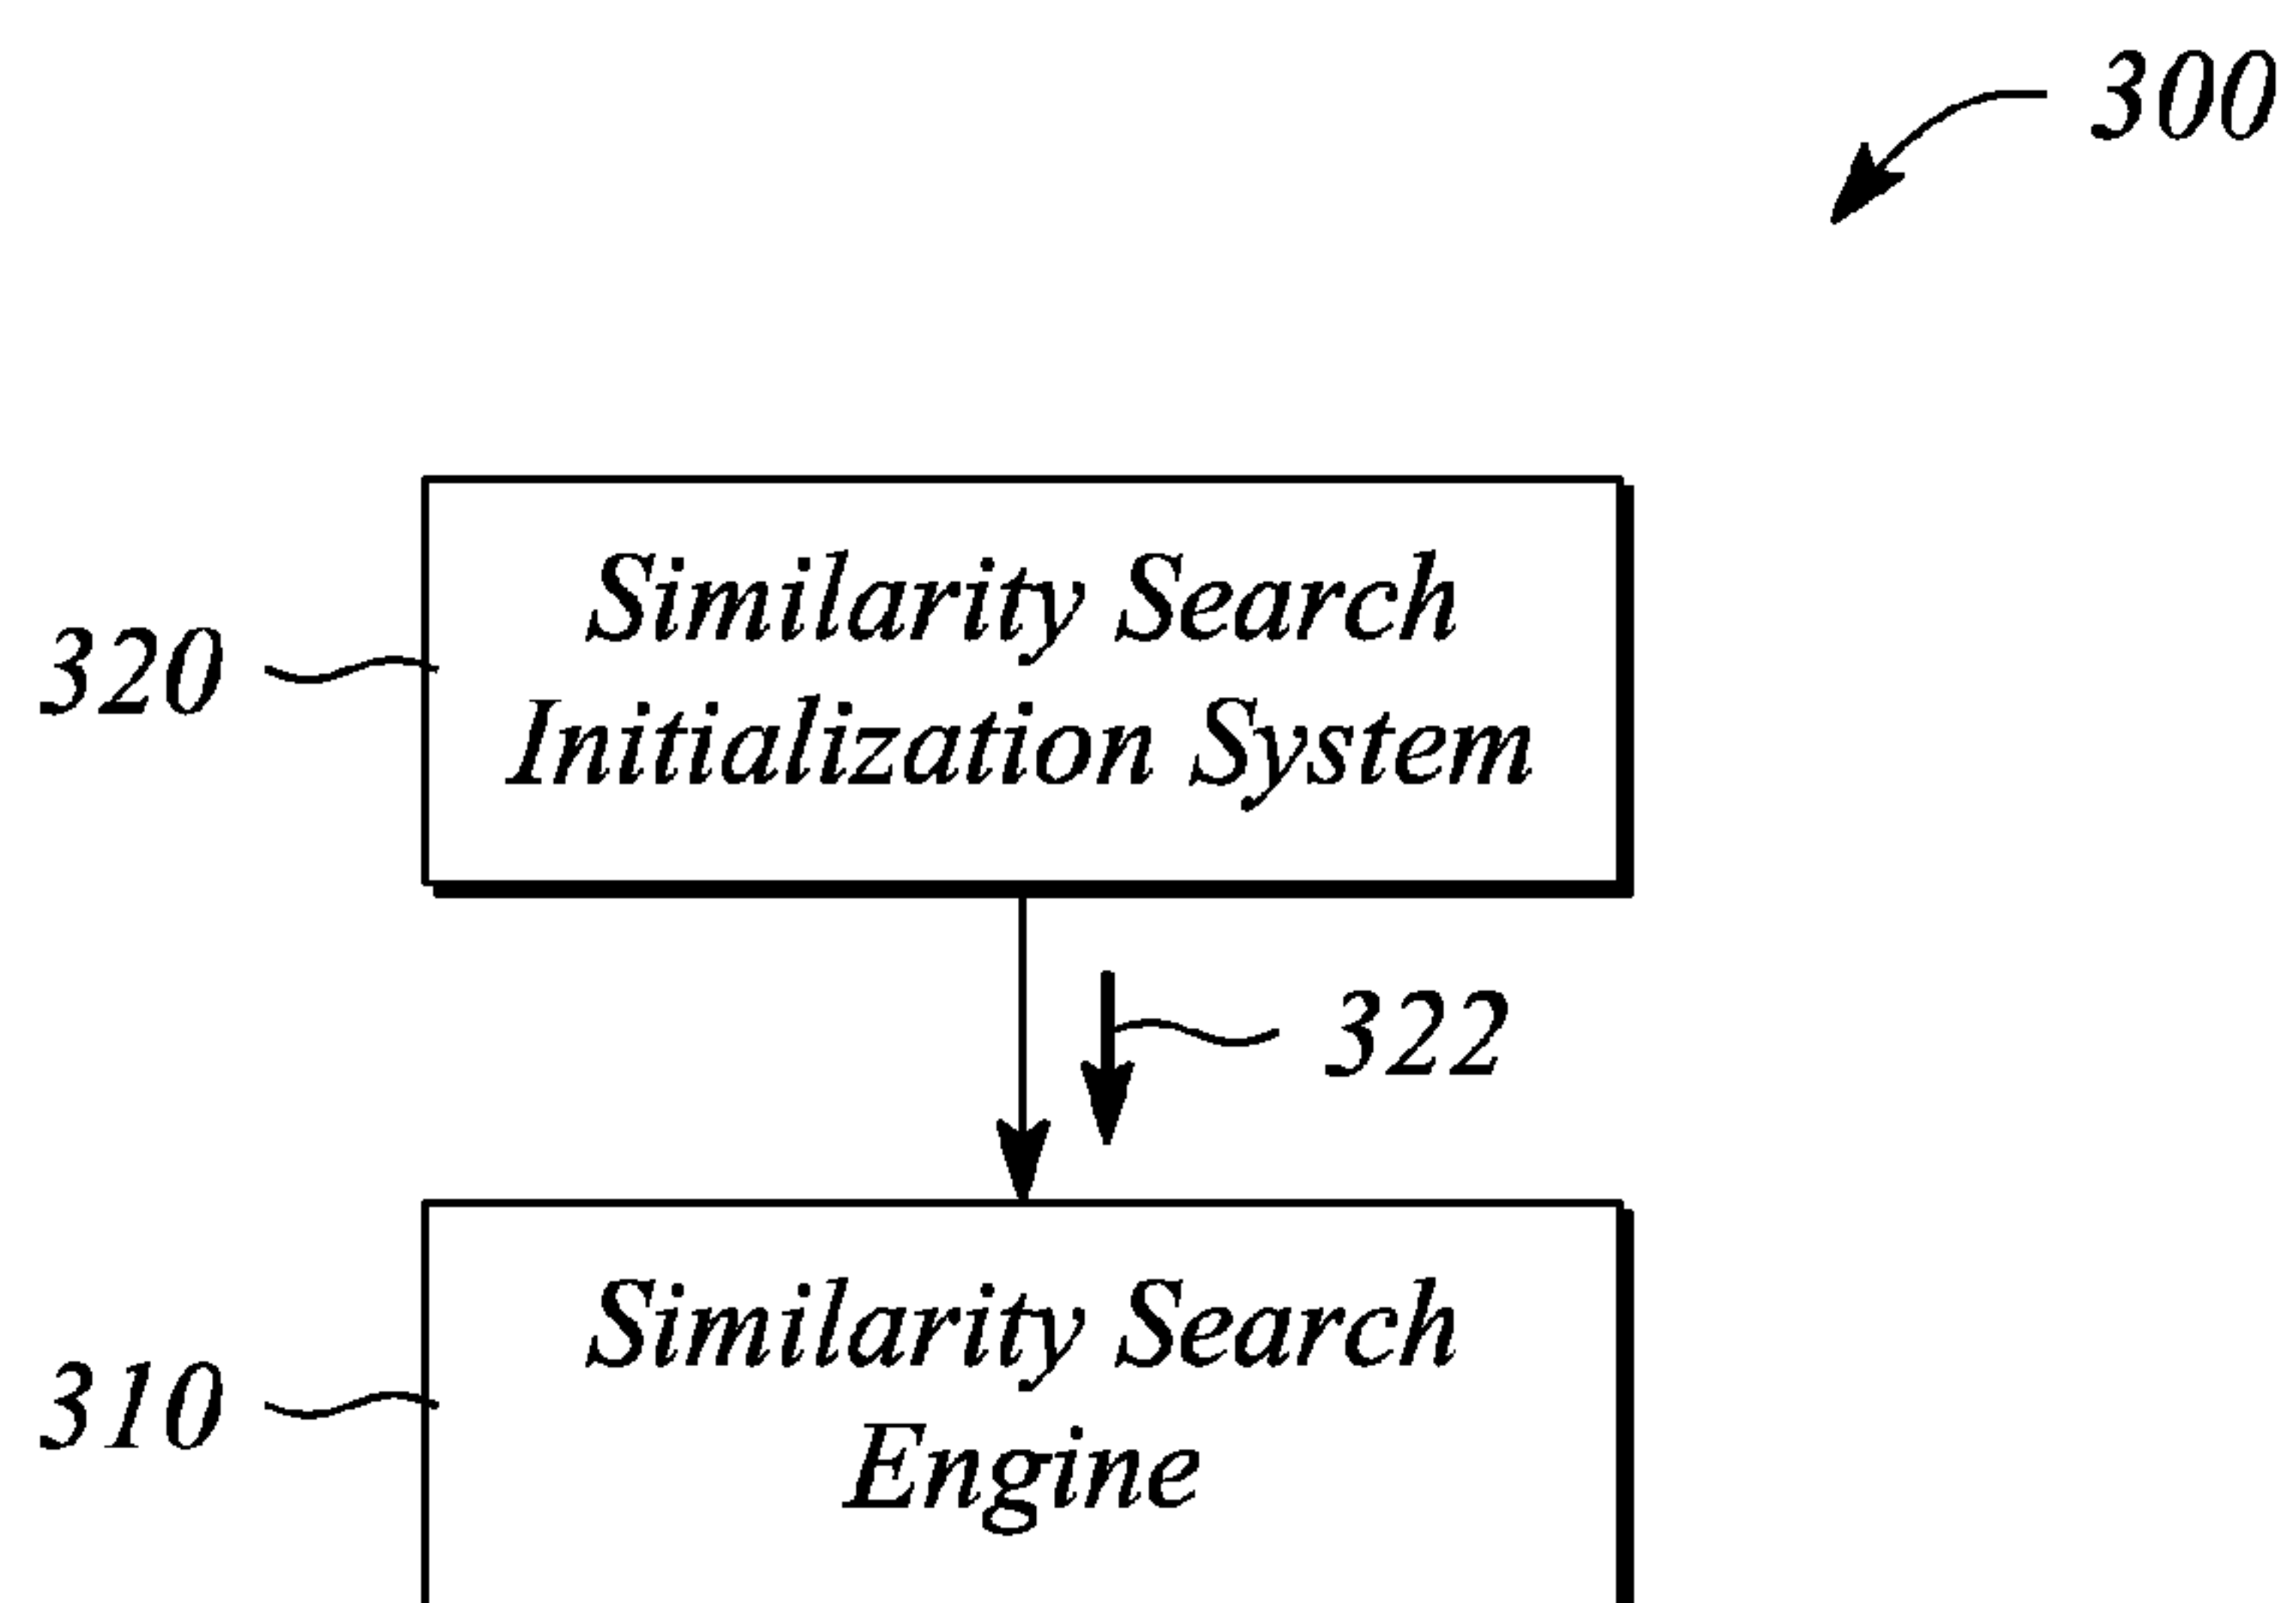 300
Similarity Search
320
Initialization System
322
Similarity Search
310
Engine